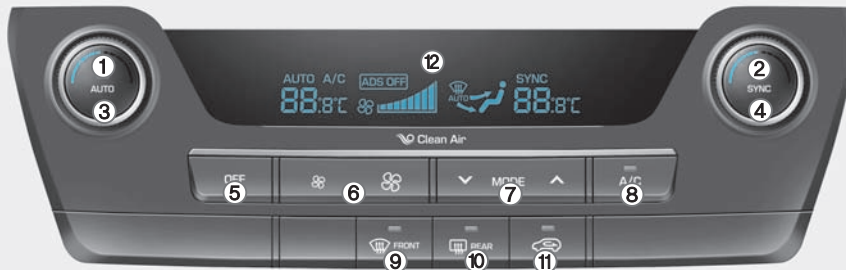 ① ②
AUTO SYNC
③ ④
⑫
AUTO A/C ADS OFF SYNC
88:8°C AUTO 88:8°C
Clean Air
OFF MODE A/C
⑤ ⑥ ⑦ ⑧
FRONT REAR
⑨ ⑩ ⑪